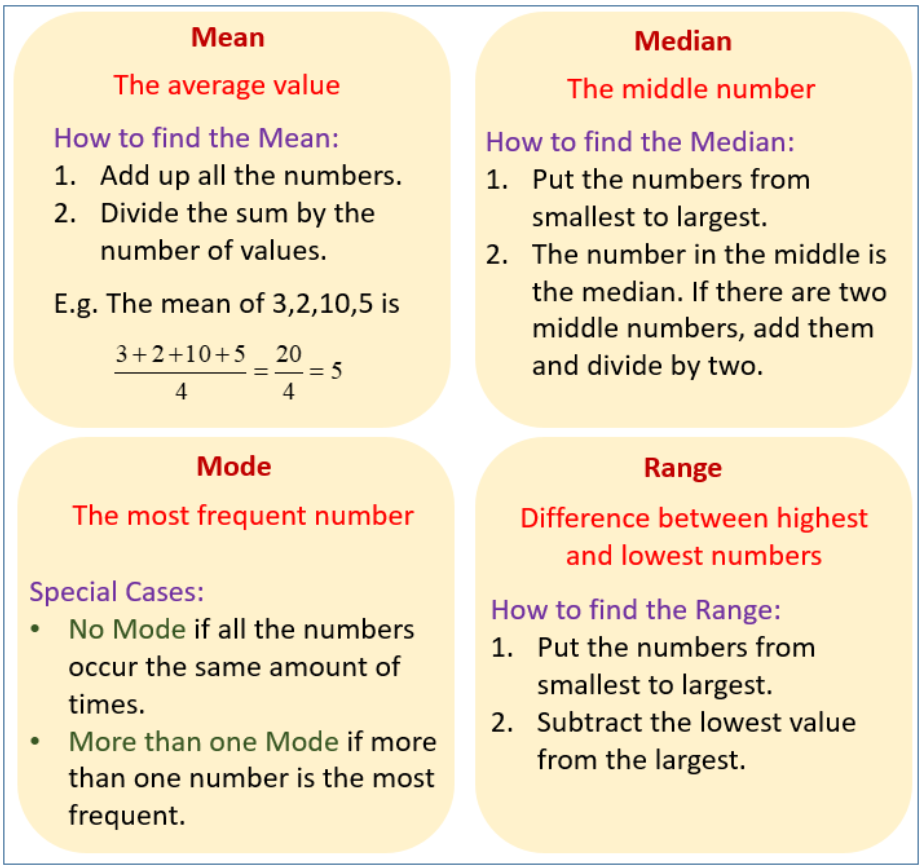 Mean
The average value
How to find the Mean:
1. Add up all the numbers.
2. Divide the sum by the
number of values.
E.g. The mean of 3,2,10,5 is
3+2+10+5/4 = 20/4 = 5
Median
The middle number
How to find the Median:
1. Put the numbers from
smallest to largest.
2. The number in the middle is
the median. If there are two
middle numbers, add them
and divide by two.
Mode
The most frequent number
Special Cases:
• No Mode if all the numbers
occur the same amount of
times.
• More than one Mode if more
than one number is the most
frequent.
Range
Difference between highest
and lowest numbers
How to find the Range:
1. Put the numbers from
smallest to largest.
2. Subtract the lowest value
from the largest.